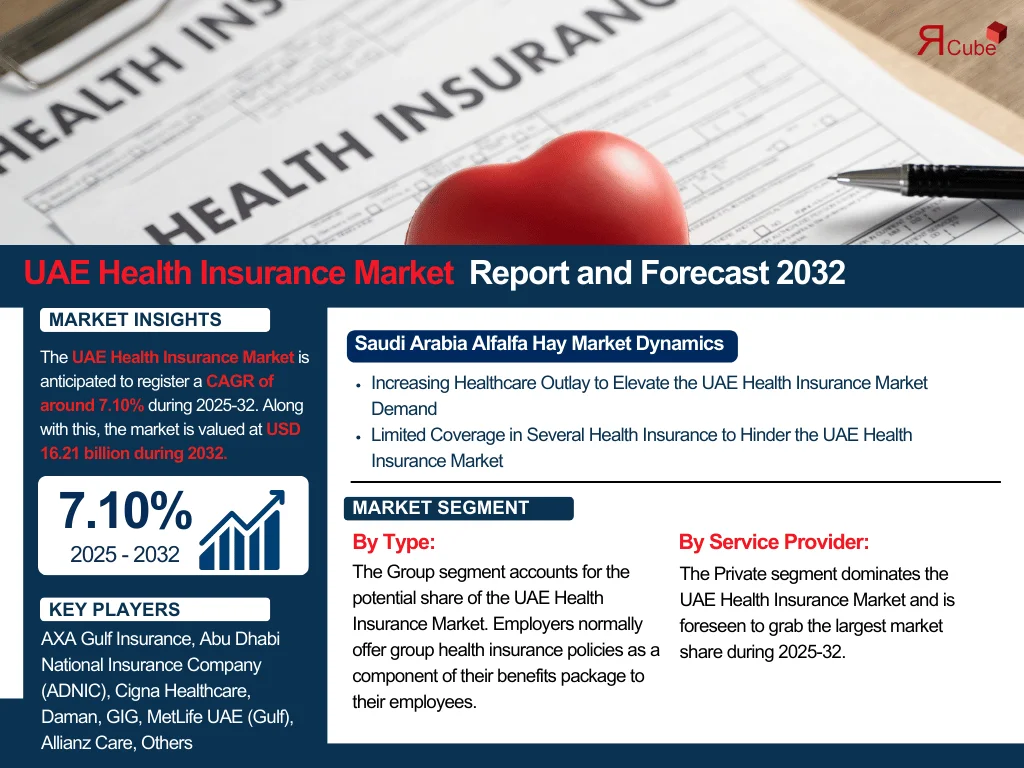 HEALTH INS
HEALTH INSURANC
ЯCube
UAE Health Insurance Market Report and Forecast 2032
MARKET INSIGHTS
The UAE Health Insurance Market is
anticipated to register a CAGR of
around 7.10% during 2025-32. Along
with this, the market is valued at USD
16.21 billion during 2032.
7.10%
2025 - 2032
KEY PLAYERS
AXA Gulf Insurance, Abu Dhabi
National Insurance Company
(ADNIC), Cigna Healthcare,
Daman, GIG, MetLife UAE (Gulf),
Allianz Care, Others
Saudi Arabia Alfalfa Hay Market Dynamics
• Increasing Healthcare Outlay to Elevate the UAE Health Insurance Market
Demand
• Limited Coverage in Several Health Insurance to Hinder the UAE Health
Insurance Market
MARKET SEGMENT
By Type:
The Group segment accounts for the
potential share of the UAE Health
Insurance Market. Employers normally
offer group health insurance policies as a
component of their benefits package to
their employees.
By Service Provider:
The Private segment dominates the
UAE Health Insurance Market and is
foreseen to grab the largest market
share during 2025-32.